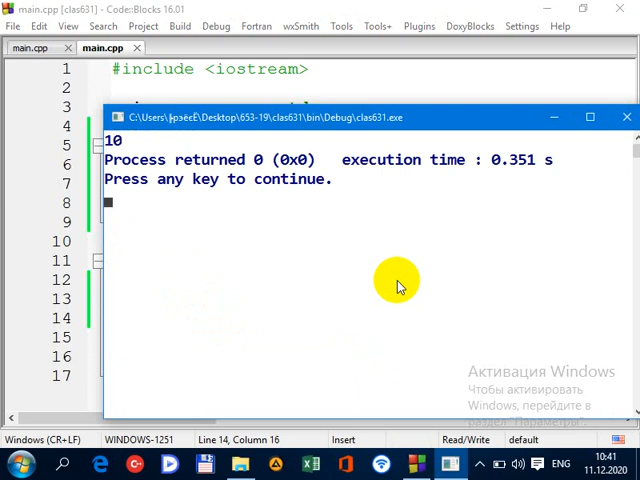 main.cpp [clas631] - Code::Blocks 16.01
File Edit View Search Project Build Debug Fortran wxSmith Tools Tools+ Plugins DoxyBlocks Settings Help
main.cpp main.cpp
1 #include <iostream>
2
3
C:\Users\ \Desktop\653-19\clas631\bin\Debug\clas631.exe
4
10
5
Process returned 0 (0x0) execution time : 0.351 s
6
Press any key to continue.
7
8
9
10
11
12
13
14
15
16
17
Активация Windows
Чтобы активировать
Windows, перейдите в
раздел "Параметры".
Windows (CR+LF) WINDOWS-1251 Line 14, Column 16 Insert Read/Write default
ENG
10:41
11.12.2020